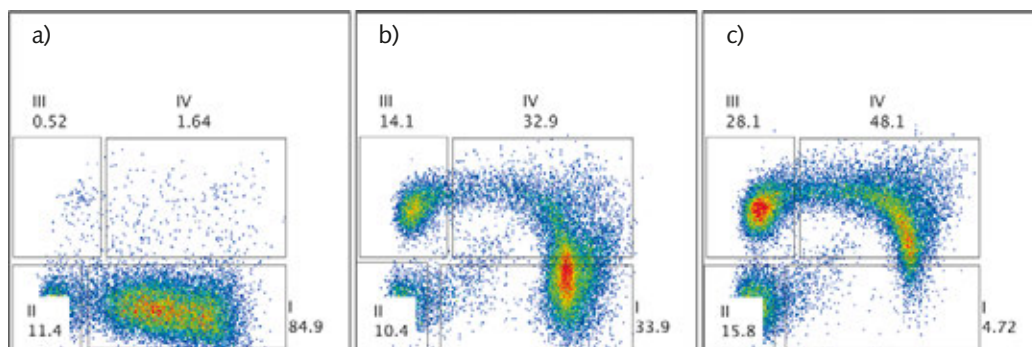 a)
III
0.52
IV
1.64
II
11.4
I
84.9
b)
III
14.1
IV
32.9
II
10.4
I
33.9
c)
III
28.1
IV
48.1
II
15.8
I
4.72